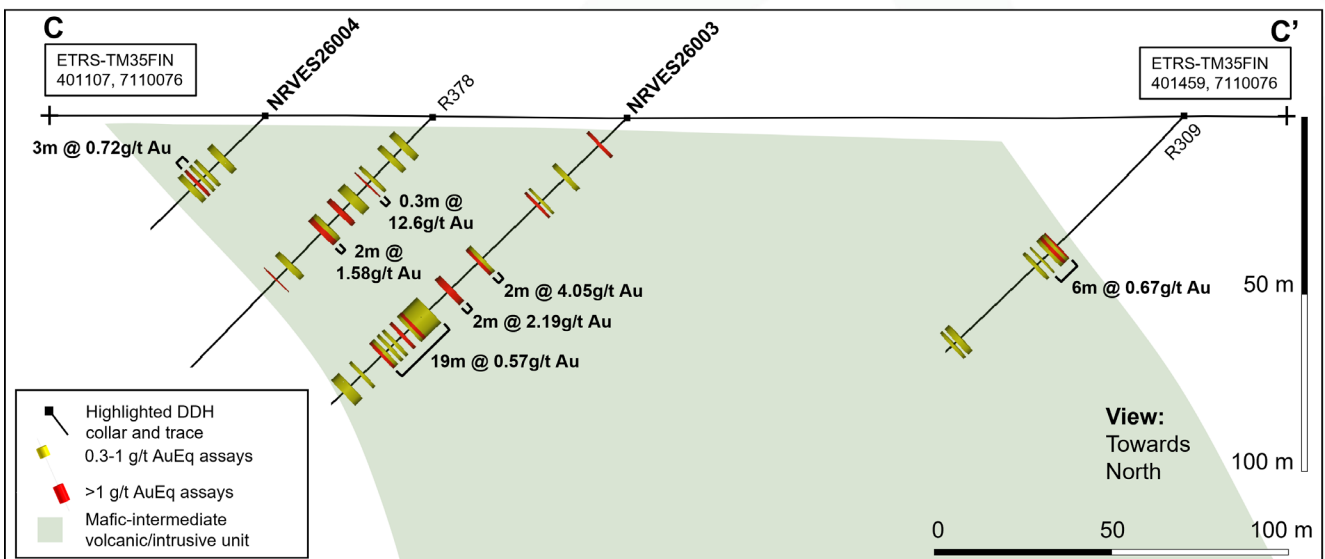 C
C'
ETRS-TM35FIN
401107, 7110076
NRVES26004
R378
NRVES26003
ETRS-TM35FIN
401459, 7110076
R309
3m @ 0.72g/t Au
0.3m @
12.6g/t Au
2m @
1.58g/t Au
2m @ 4.05g/t Au
2m @ 2.19g/t Au
19m @ 0.57g/t Au
6m @ 0.67g/t Au
50 m
100 m
Highlighted DDH
collar and trace
0.3-1 g/t AuEq assays
>1 g/t AuEq assays
Mafic-intermediate
volcanic/intrusive unit
View:
Towards
North
0 50 100 m